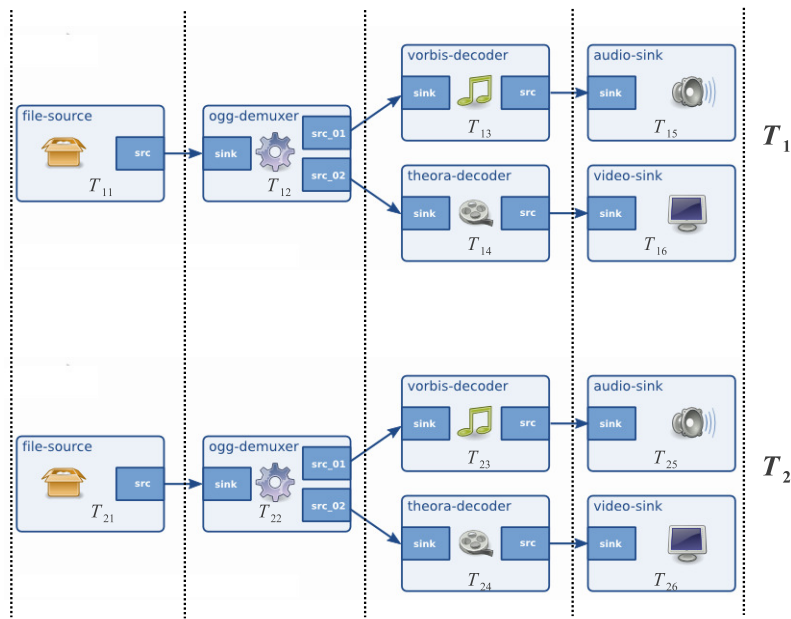 vorbis-decoder
audio-sink
sink
src
sink
T13
T15
file-source
ogg-demuxer
src_01
src
sink
src_02
T11
T12
T1
theora-decoder
video-sink
sink
src
sink
T14
T16
vorbis-decoder
audio-sink
sink
src
sink
T23
T25
file-source
ogg-demuxer
src_01
src
sink
src_02
T21
T22
T2
theora-decoder
video-sink
sink
src
sink
T24
T26